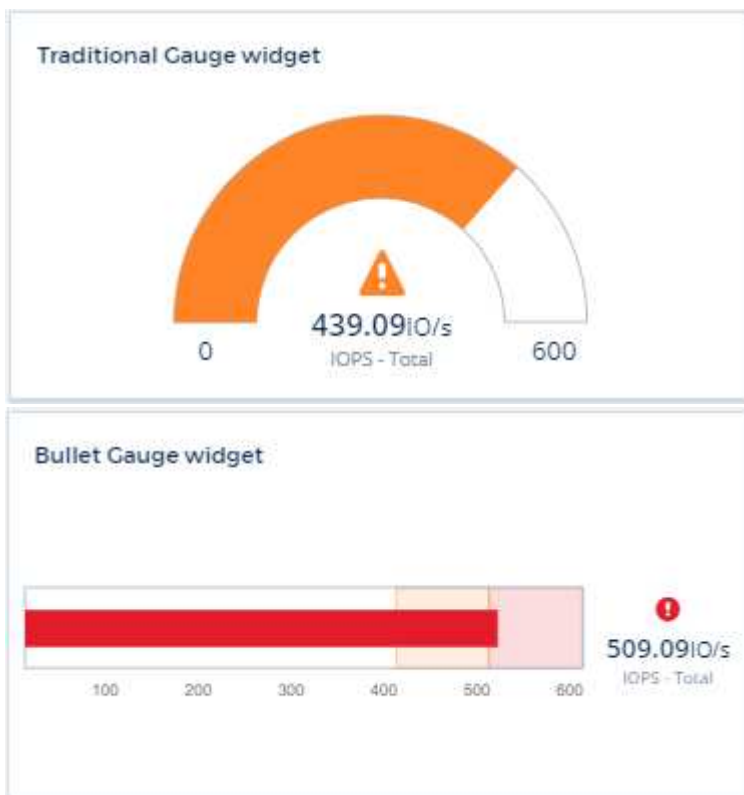 Traditional Gauge widget
439.09IO/s
0
IOPS - Total
600
Bullet Gauge widget
509.09IO/s
IOPS - Total
100 200 300 400 500 600